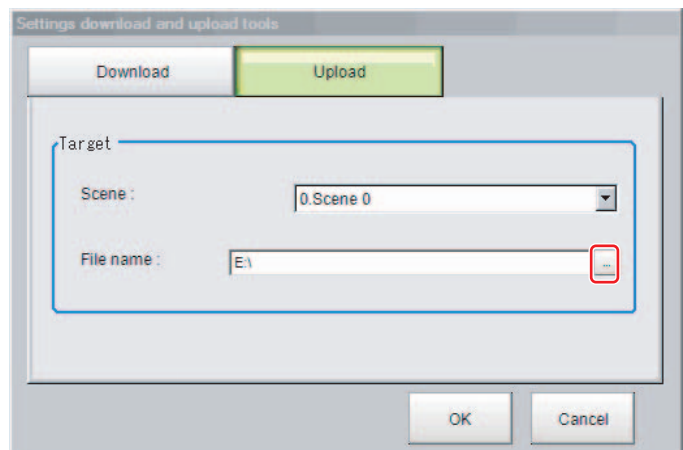 Settings download and upload tools
Download Upload
Target
Scene : 0.Scene 0
File name : E:\ ...
OK Cancel